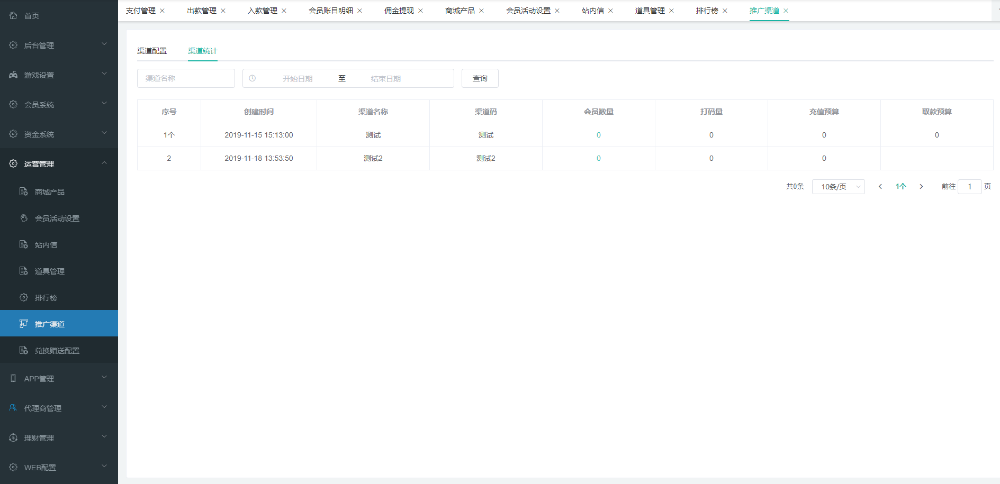 首页
后台管理
游戏设置
会员系统
资金系统
运营管理
商城产品
会员活动设置
站内信
道具管理
排行榜
推广渠道
兑换赠送配置
APP管理
代理商管理
理财管理
WEB配置
支付管理 × 出款管理 × 入款管理 × 会员账目明细 × 佣金提现 × 商城产品 × 会员活动设置 × 站内信 × 道具管理 × 排行榜 × 推广渠道 ×
渠道配置 渠道统计
渠道名称 开始日期 至 结束日期 查询
序号 创建时间 渠道名称 渠道码 会员数量 打码量 充值预算 取款预算
1个 2019-11-15 15:13:00 测试 测试 0 0 0 0
2 2019-11-18 13:53:50 测试2 测试2 0 0 0
共0条 10条/页 1个 前往 1 页